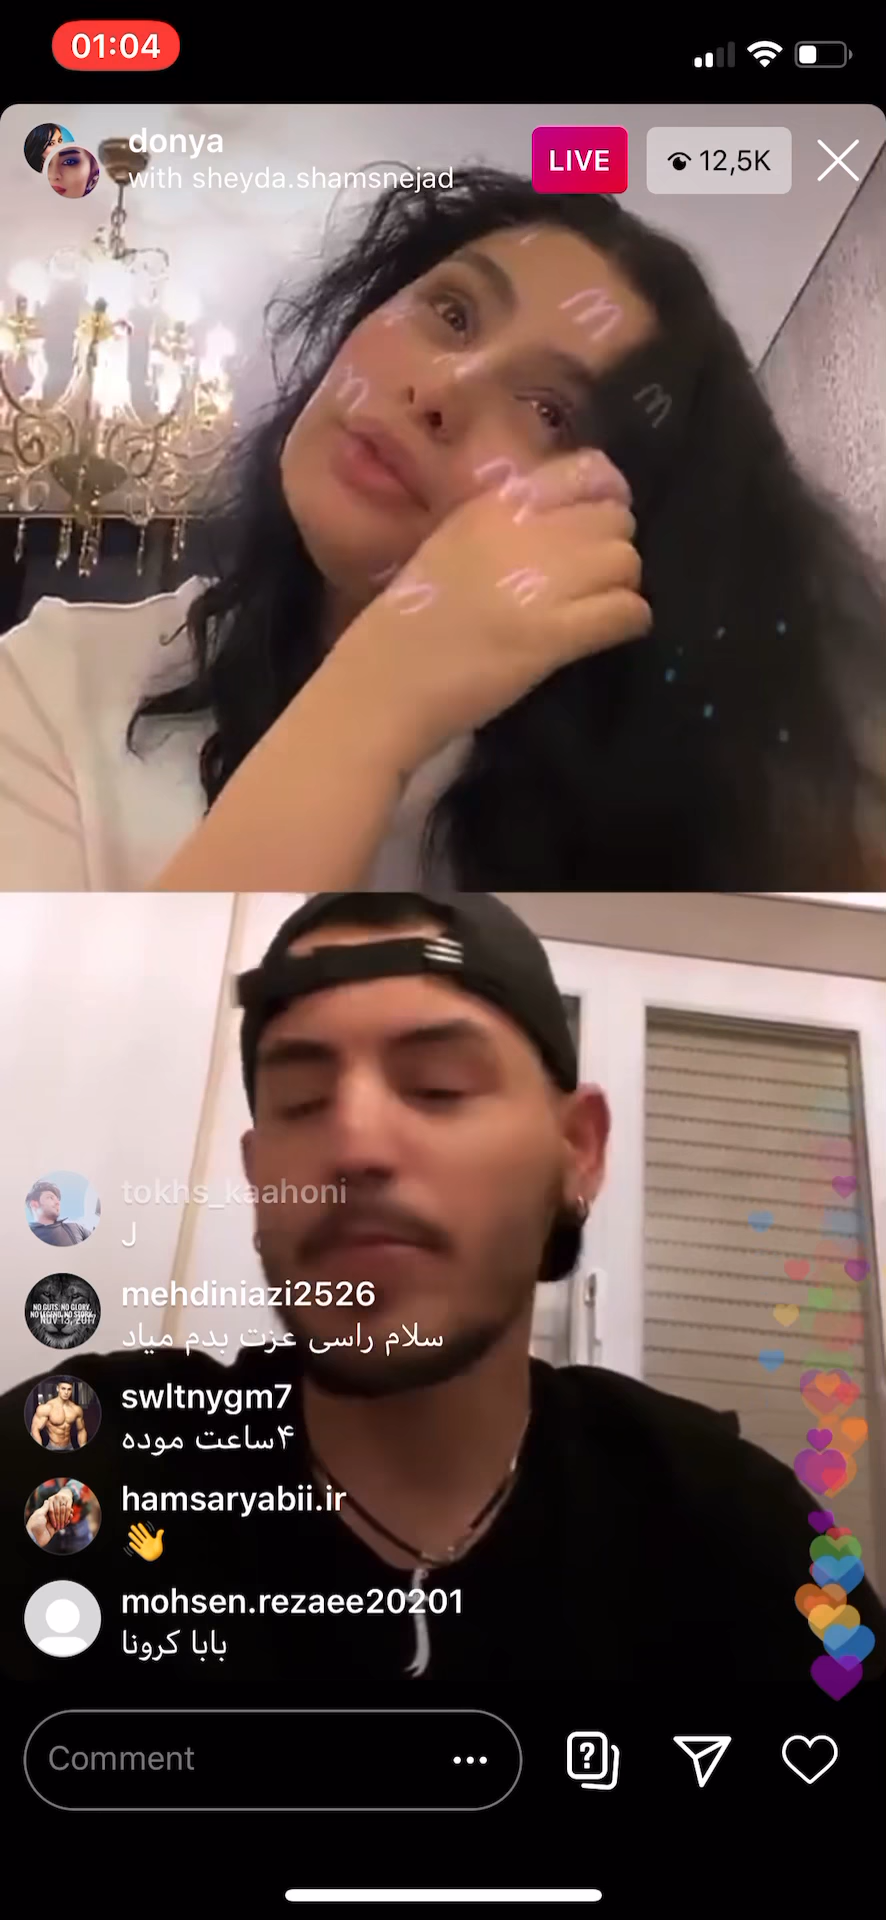 01:04
donya
with sheyda.shamsnejad
LIVE
12,5K
tokhs_kaahoni
ل
mehdiniazi2526
سلام راسی عزت بدم میاد
swltnygm7
۴ساعت موده
hamsaryabii.ir
mohsen.rezaee20201
بابا کرونا
Comment